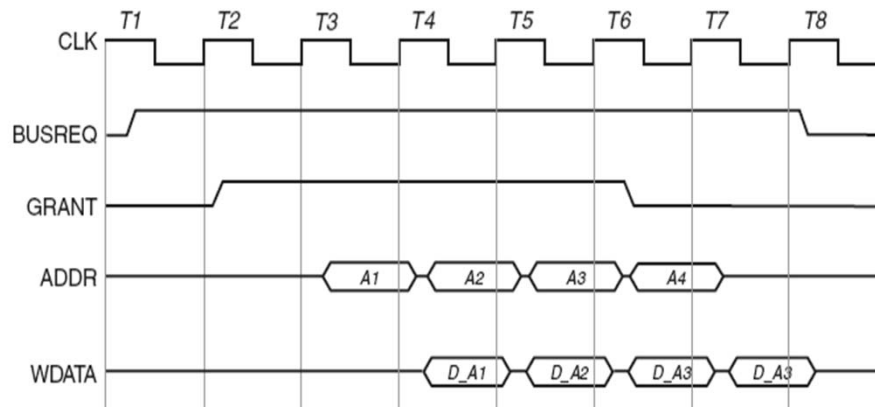 T1 T2 T3 T4 T5 T6 T7 T8
CLK
BUSREQ
GRANT
ADDR A1 A2 A3 A4
WDATA D_A1 D_A2 D_A3 D_A3